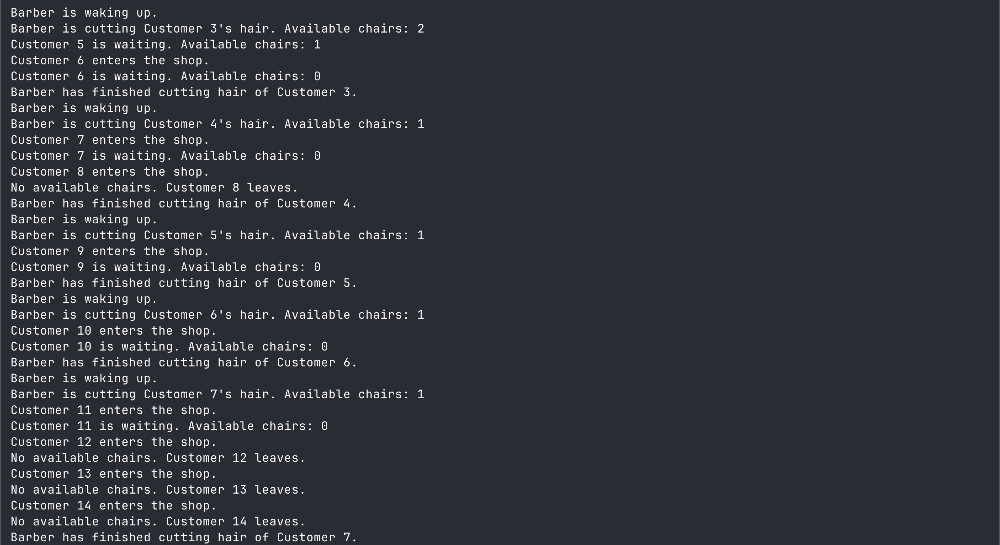 Barber is waking up.
Barber is cutting Customer 3's hair. Available chairs: 2
Customer 5 is waiting. Available chairs: 1
Customer 6 enters the shop.
Customer 6 is waiting. Available chairs: 0
Barber has finished cutting hair of Customer 3.
Barber is waking up.
Barber is cutting Customer 4's hair. Available chairs: 1
Customer 7 enters the shop.
Customer 7 is waiting. Available chairs: 0
Customer 8 enters the shop.
No available chairs. Customer 8 leaves.
Barber has finished cutting hair of Customer 4.
Barber is waking up.
Barber is cutting Customer 5's hair. Available chairs: 1
Customer 9 enters the shop.
Customer 9 is waiting. Available chairs: 0
Barber has finished cutting hair of Customer 5.
Barber is waking up.
Barber is cutting Customer 6's hair. Available chairs: 1
Customer 10 enters the shop.
Customer 10 is waiting. Available chairs: 0
Barber has finished cutting hair of Customer 6.
Barber is waking up.
Barber is cutting Customer 7's hair. Available chairs: 1
Customer 11 enters the shop.
Customer 11 is waiting. Available chairs: 0
Customer 12 enters the shop.
No available chairs. Customer 12 leaves.
Customer 13 enters the shop.
No available chairs. Customer 13 leaves.
Customer 14 enters the shop.
No available chairs. Customer 14 leaves.
Barber has finished cutting hair of Customer 7.